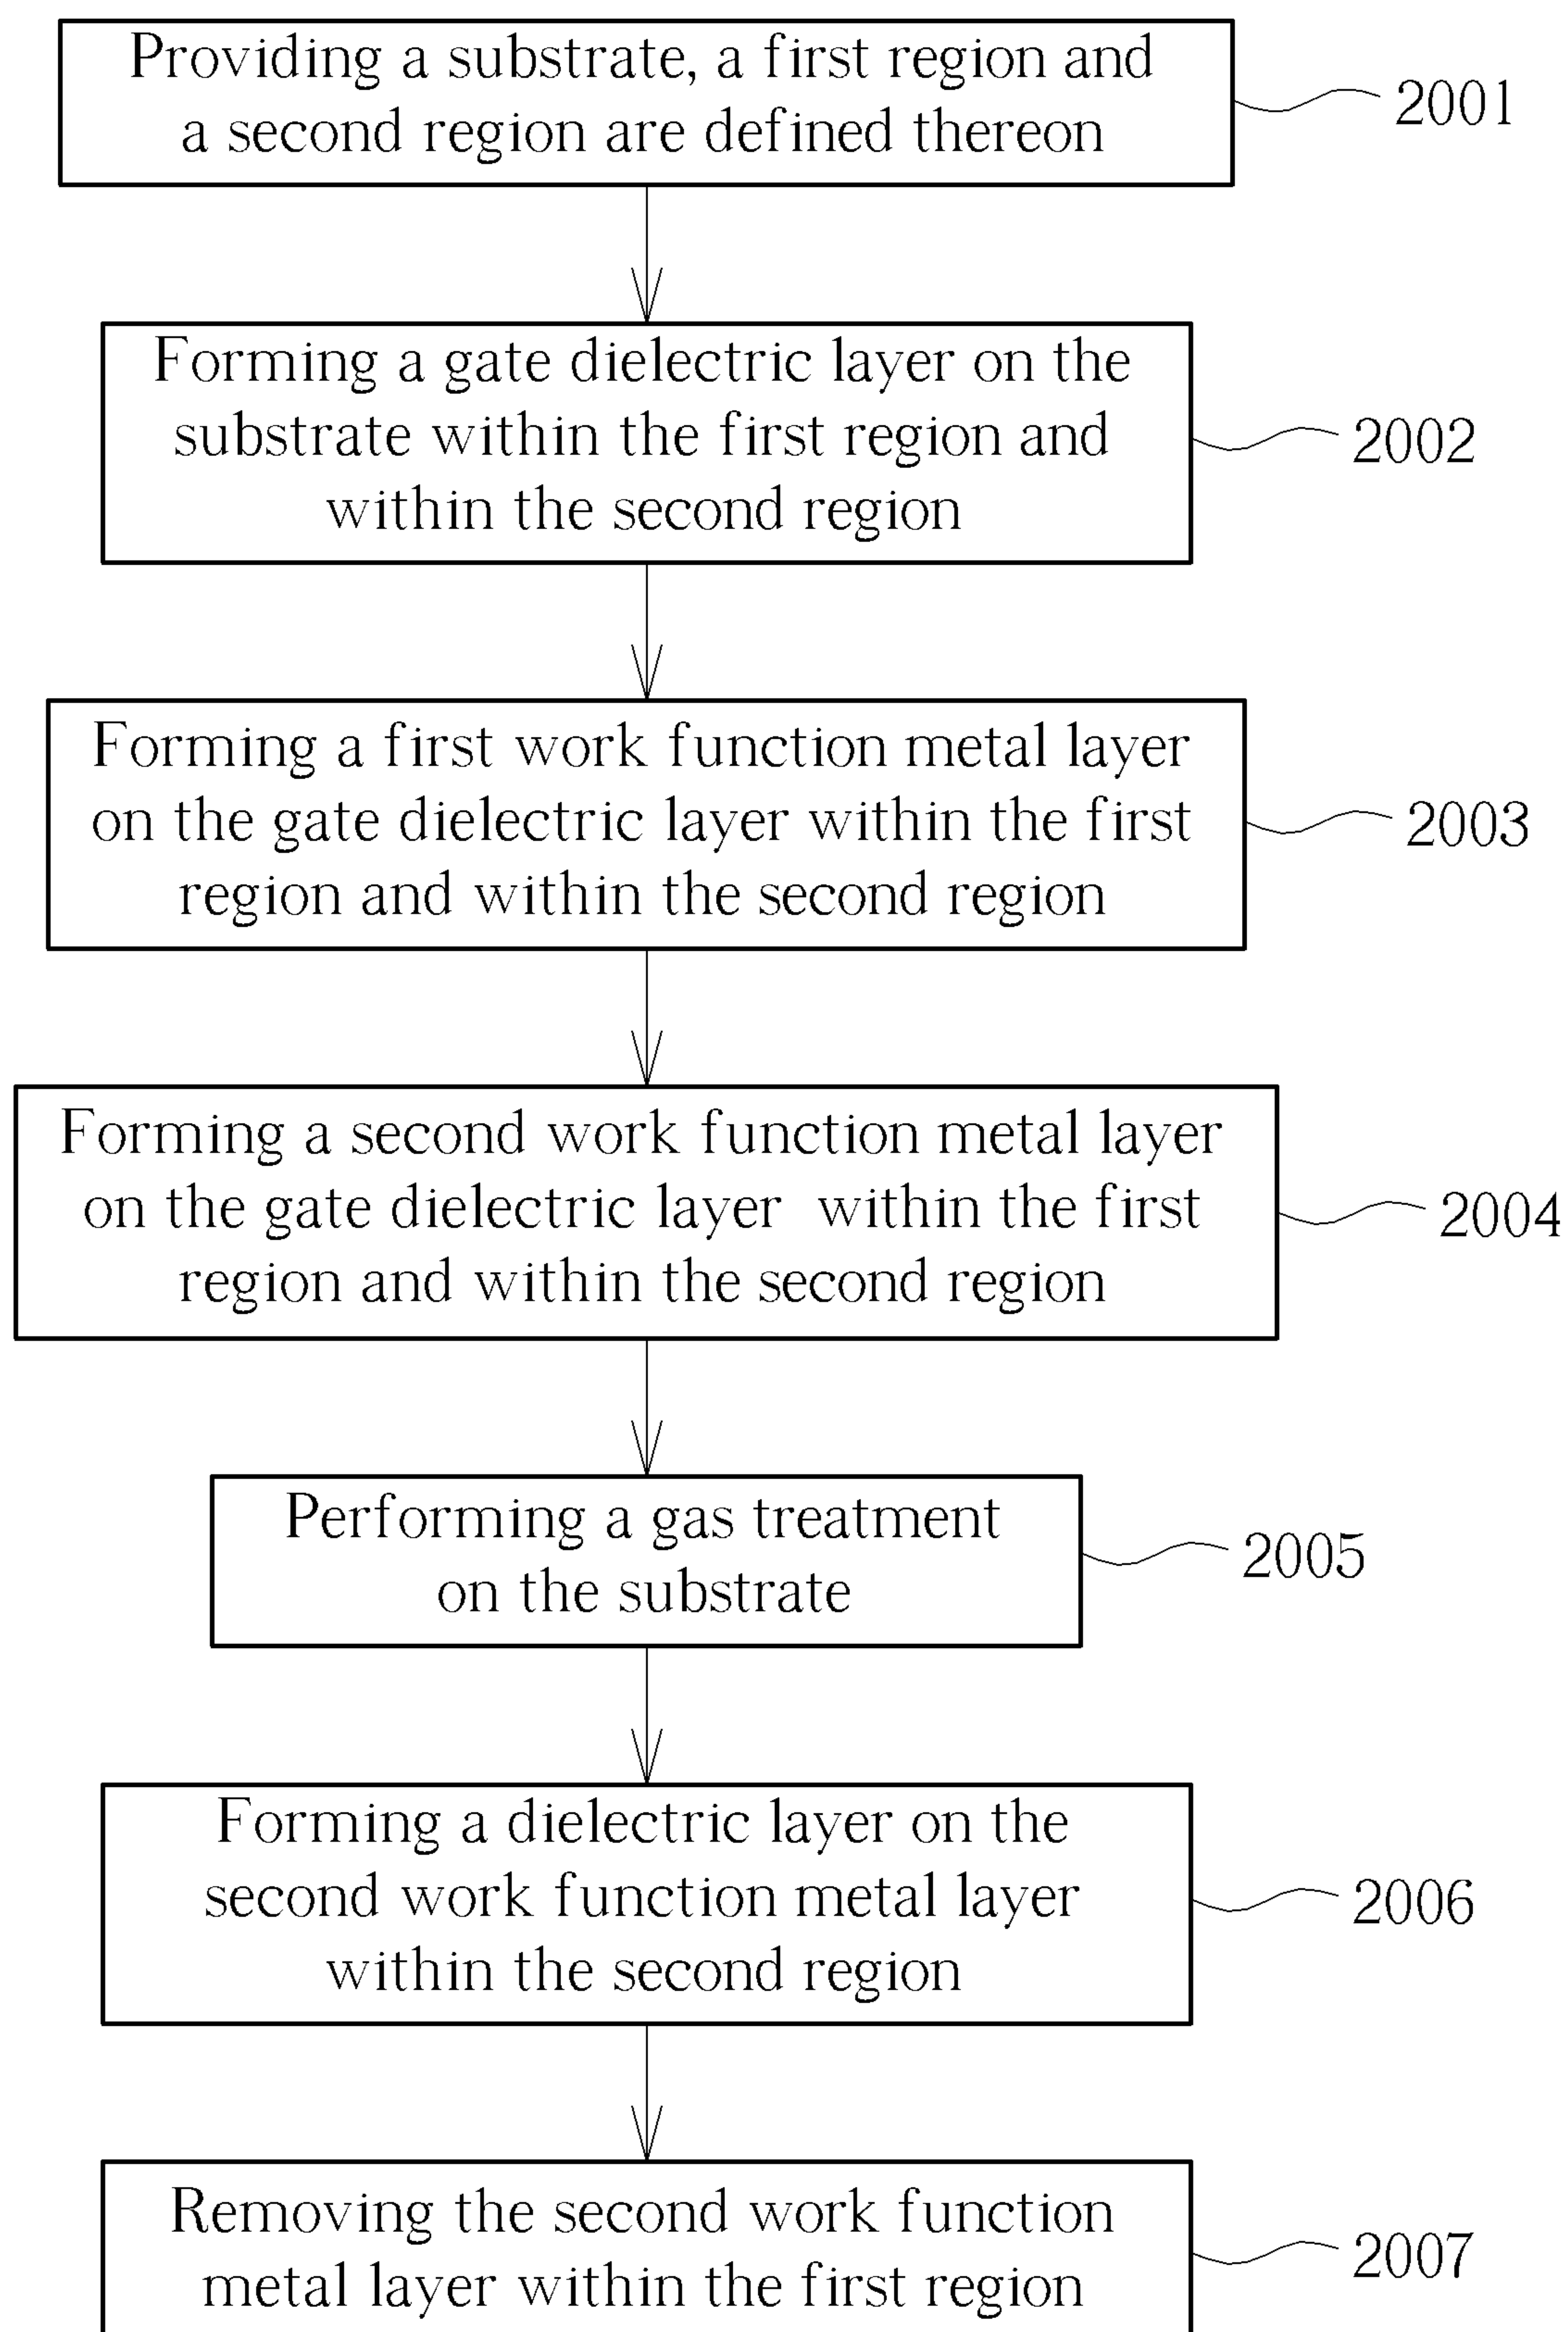 Providing a substrate, a first region and
a second region are defined thereon
2001
Forming a gate dielectric layer on the
substrate within the first region and
within the second region
2002
Forming a first work function metal layer
on the gate dielectric layer within the first
region and within the second region
2003
Forming a second work function metal layer
on the gate dielectric layer within the first
region and within the second region
2004
Performing a gas treatment
on the substrate
2005
Forming a dielectric layer on the
second work function metal layer
within the second region
2006
Removing the second work function
metal layer within the first region
2007